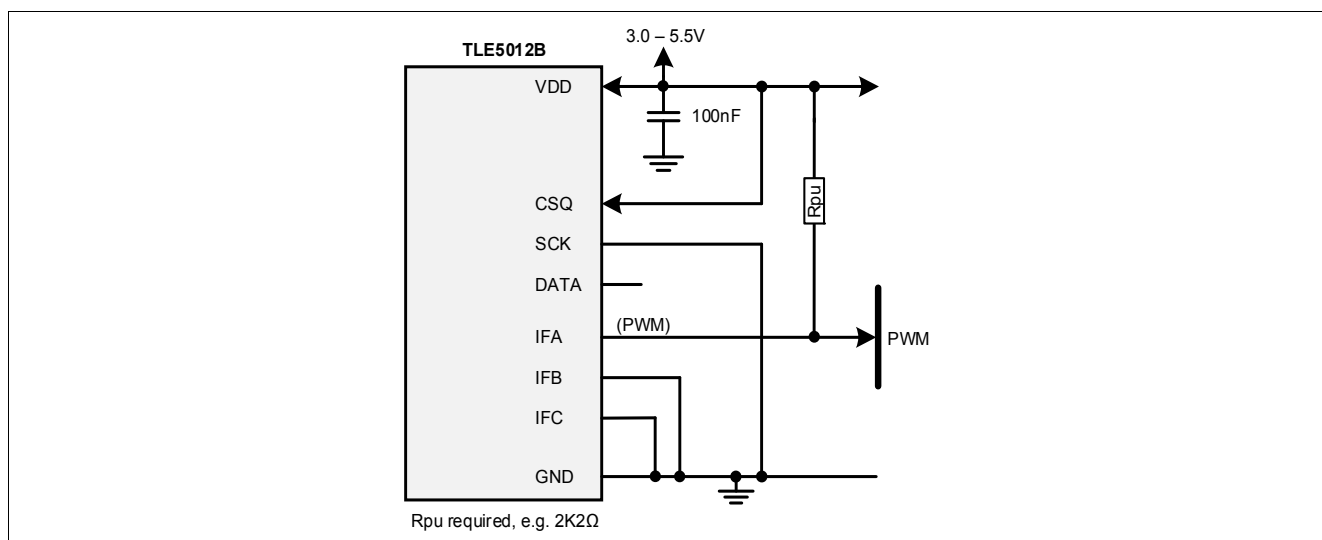 3.0 – 5.5V
TLE5012B
VDD
100nF
CSQ
Rpu
SCK
DATA
IFA
(PWM)
PWM
IFB
IFC
GND
Rpu required, e.g. 2K2Ω